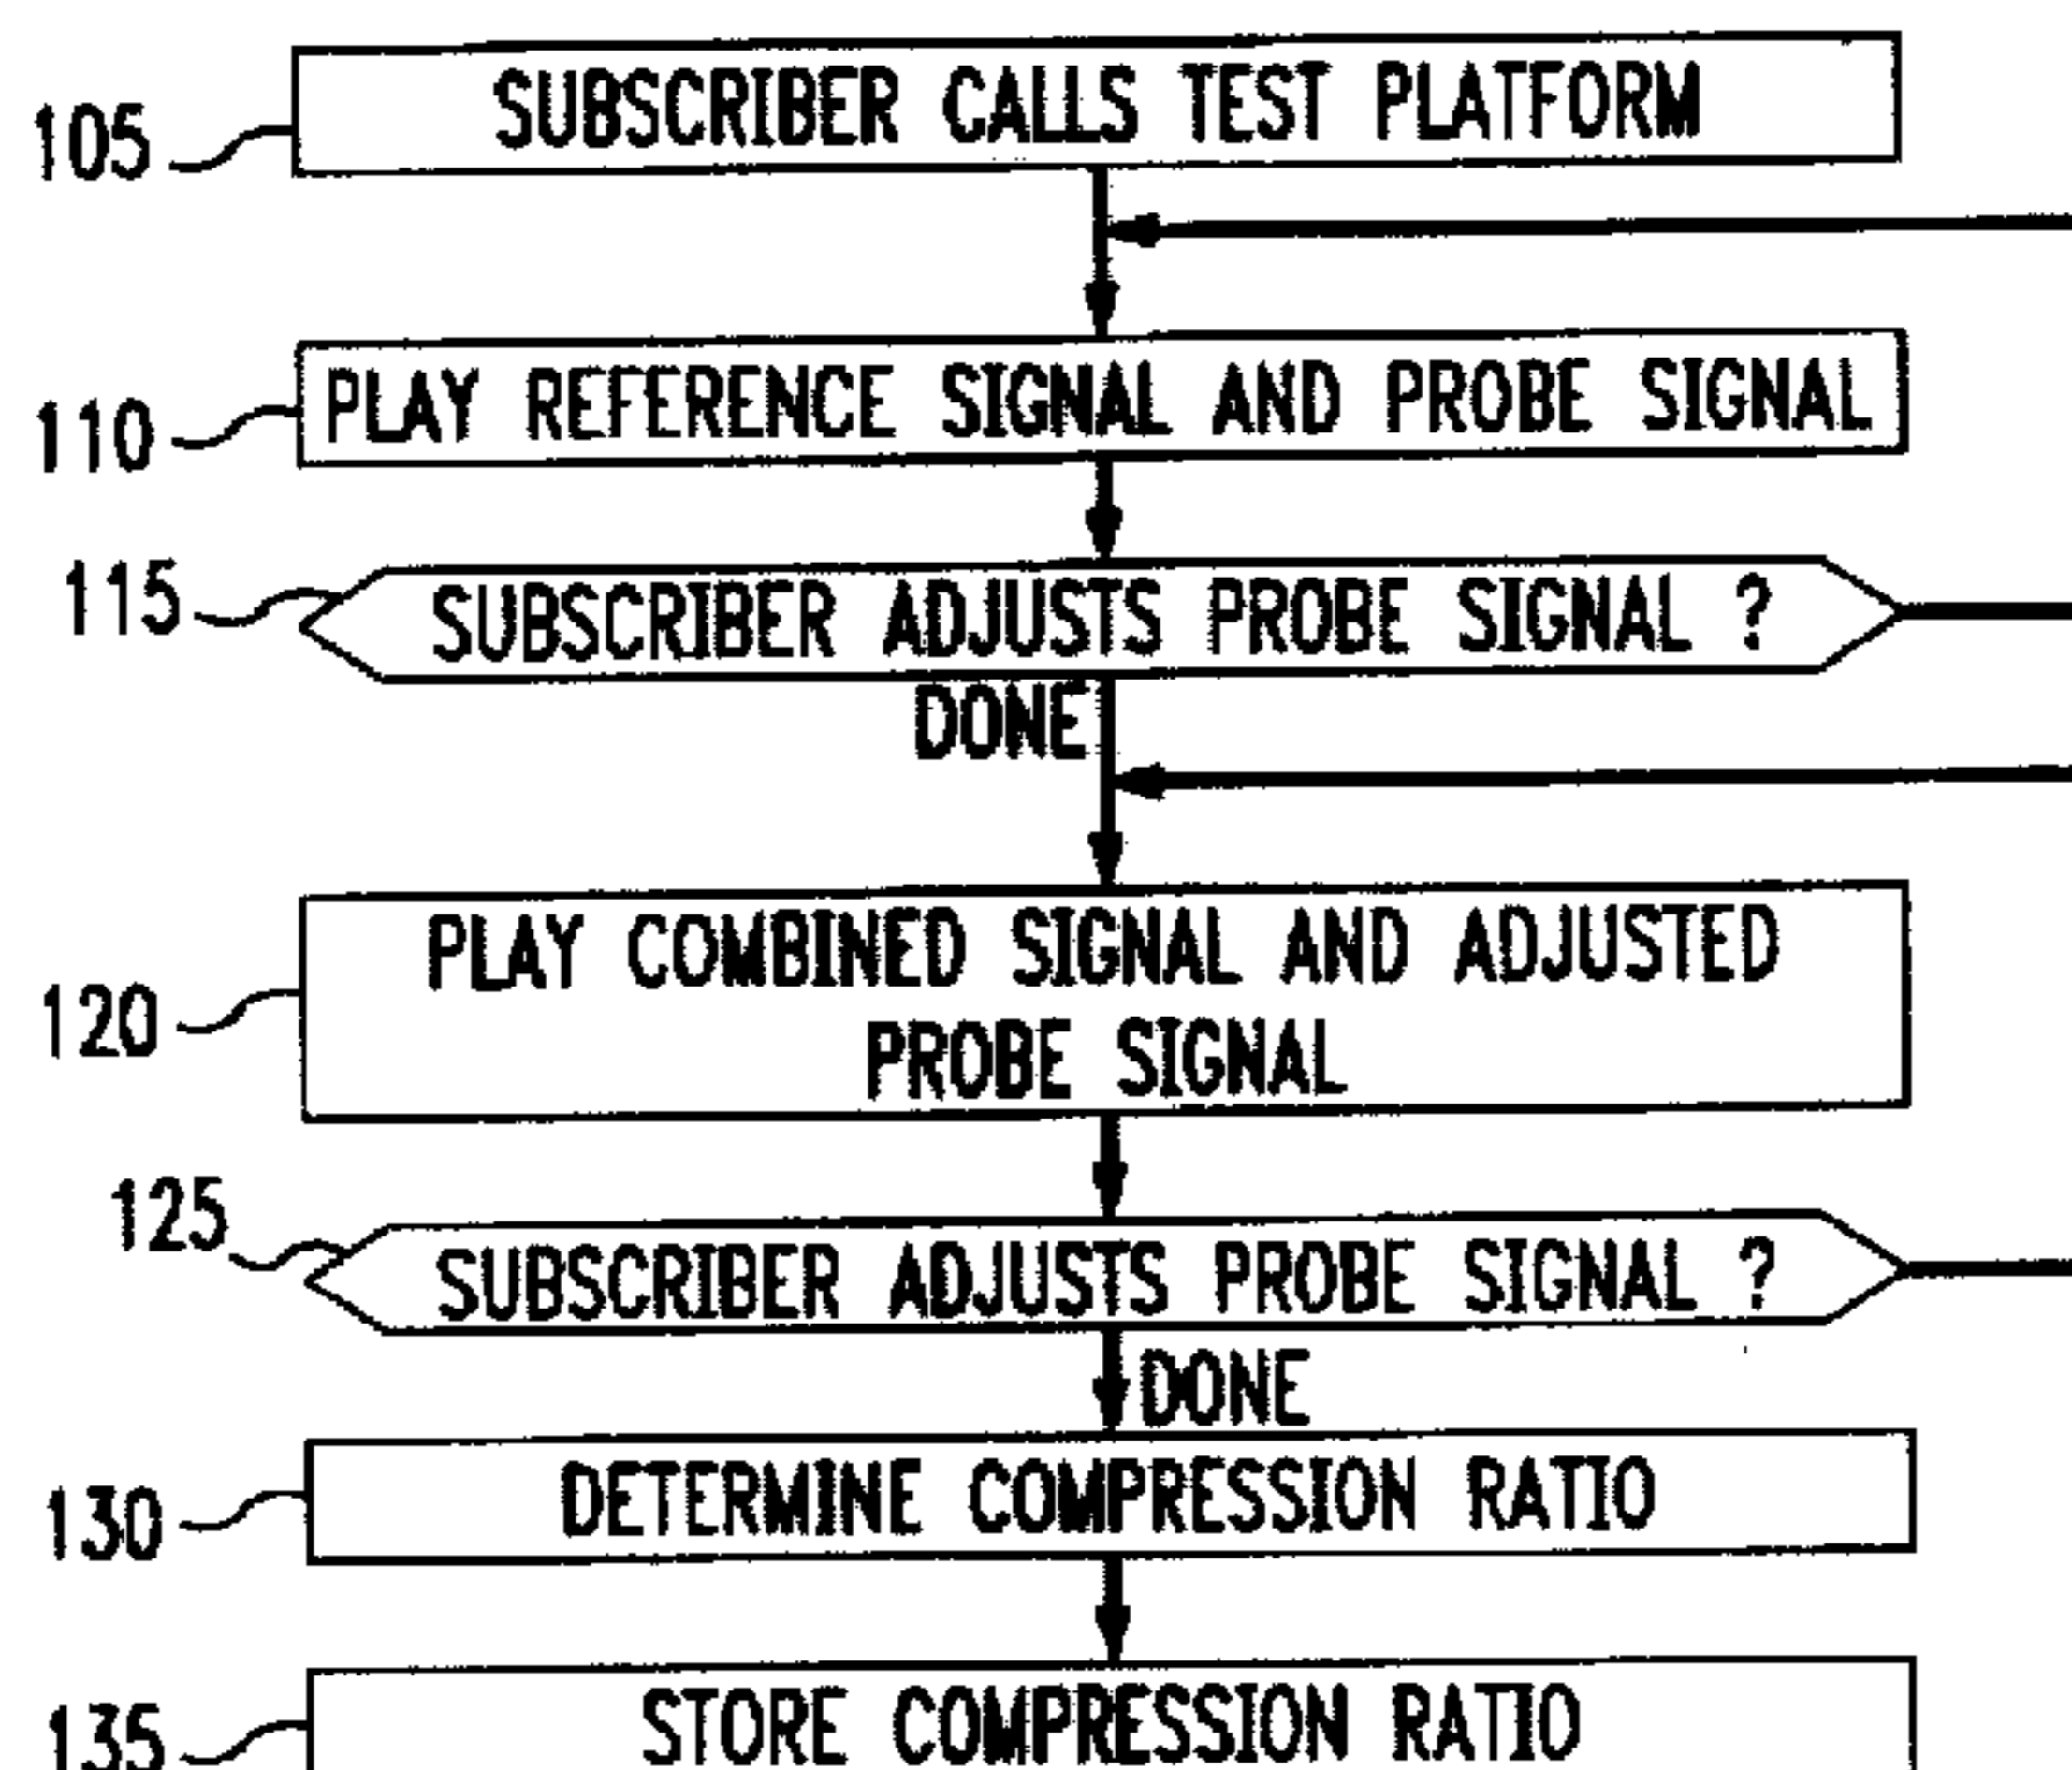 SUBSCRIBER CALLS TEST PLATFORM
105
PLAY REFERENCE SIGNAL AND PROBE SIGNAL
110
115
SUBSCRIBER ADJUSTS PROBE SIGNAL ?
DONE
PLAY COMBINED SIGNAL AND ADJUSTED
PROBE SIGNAL
120
125
SUBSCRIBER ADJUSTS PROBE SIGNAL ?
DONE
DETERMINE COMPRESSION RATIO
130
STORE COMPRESSION RATIO
135